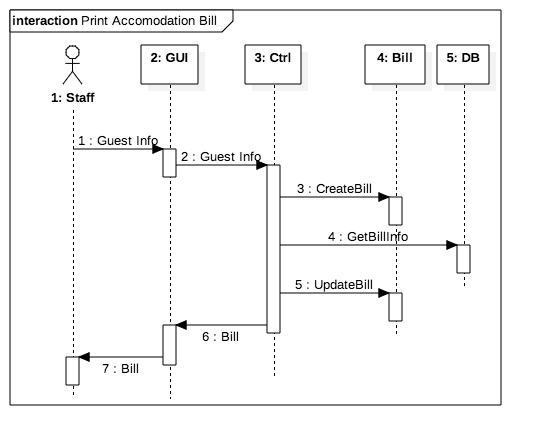 interaction Print Accomodation Bill
2: GUI
3: Ctrl
4: Bill
5: DB
1: Staff
1 : Guest Info
2 : Guest Info
3 : CreateBill
4 : GetBillInfo
5 : UpdateBill
6 : Bill
7 : Bill